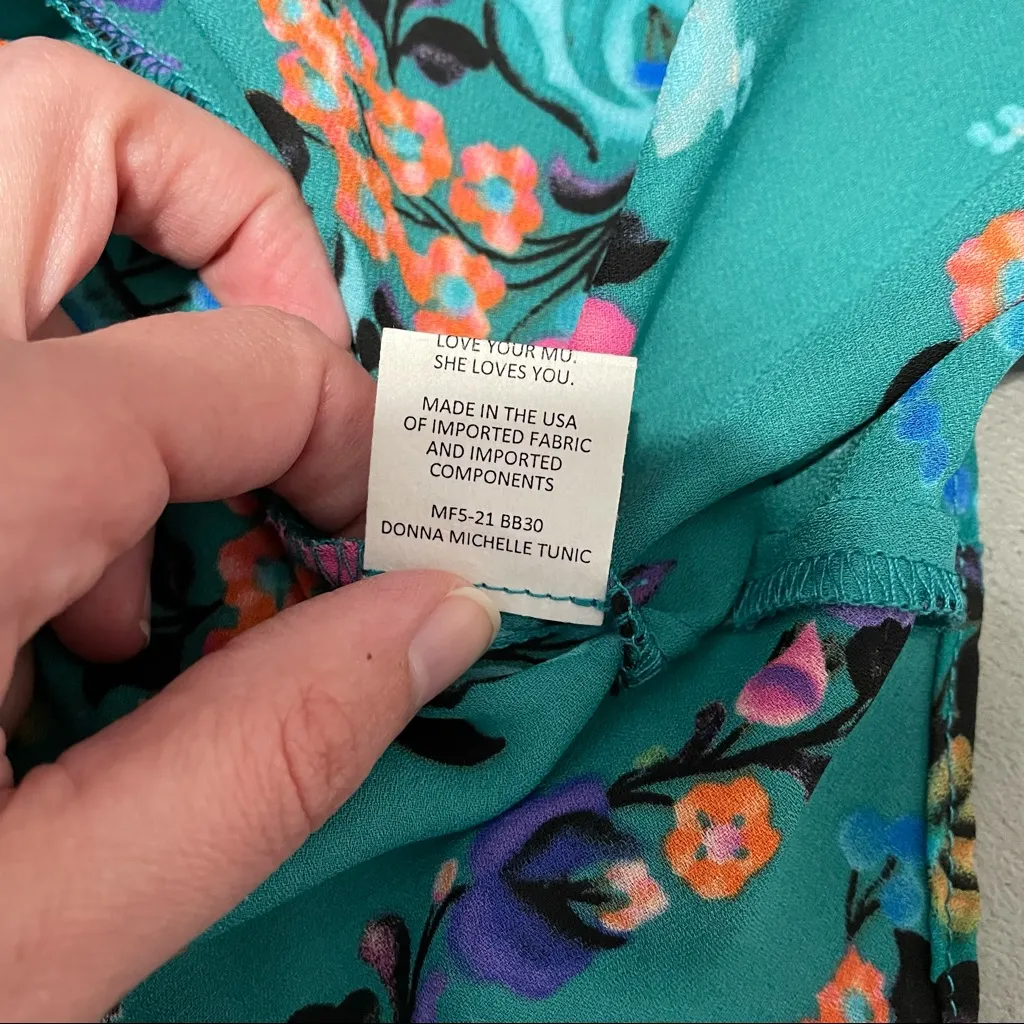 LOVE YOUR MU.
SHE LOVES YOU.
MADE IN THE USA
OF IMPORTED FABRIC
AND IMPORTED
COMPONENTS
MF5-21 BB30
DONNA MICHELLE TUNIC